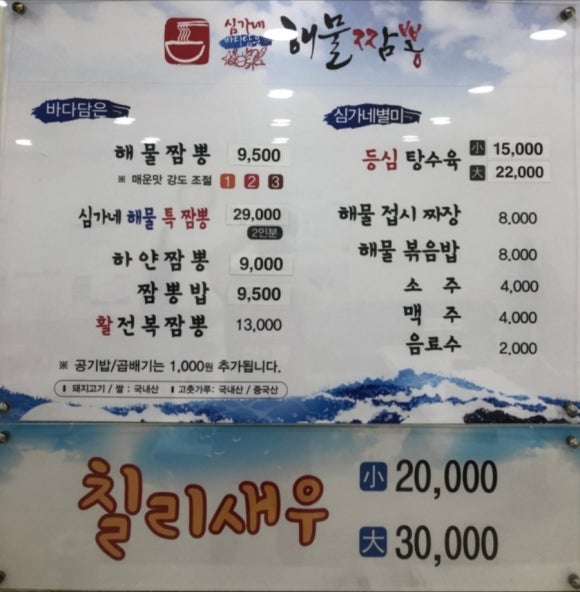 심가네
바다담은
해물짬뽕
바다담은
해물짬뽕 9,500
※ 매운맛 강도 조절 1 2 3
심가네 해물 특 짬뽕 29,000
2인분
하얀짬뽕 9,000
짬뽕밥 9,500
활전복짬뽕 13,000
※ 공기밥/곱배기는 1,000원 추가됩니다.
돼지고기 / 쌀 : 국내산 고춧가루: 국내산 / 중국산
심가네별미
등심 탕수육 小 15,000
大 22,000
해물 접시 짜장 8,000
해물 볶음밥 8,000
소주 4,000
맥주 4,000
음료수 2,000
칠리새우 小 20,000
大 30,000